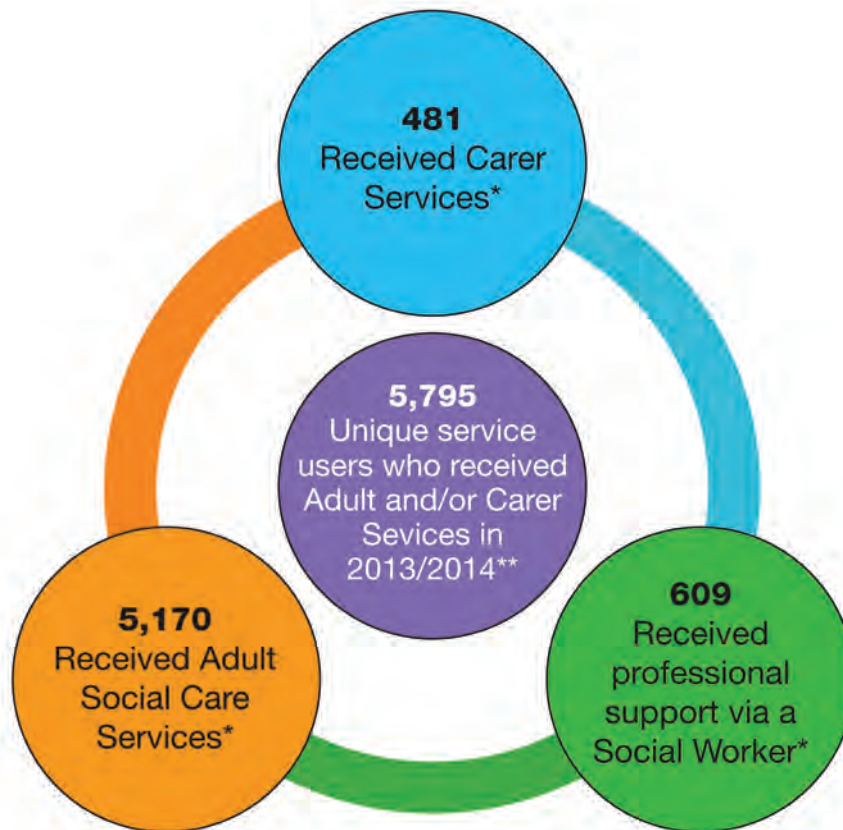 481
Received Carer
Services*
5,795
Unique service
users who received
Adult and/or Carer
Sevices in
2013/2014**
5,170
Received Adult
Social Care
Services*
609
Received
professional
support via a
Social Worker*